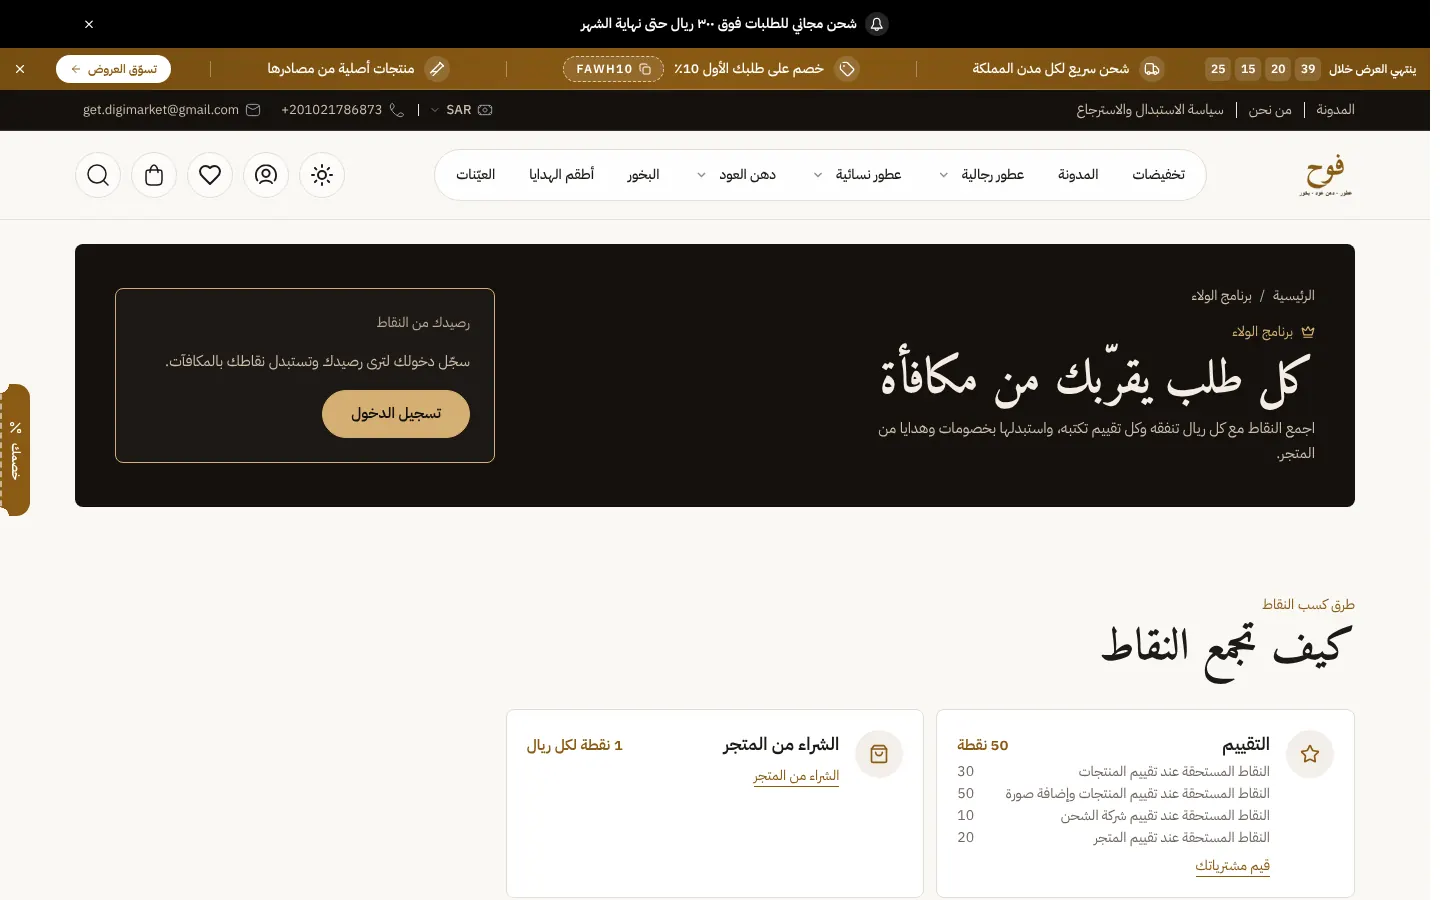 شحن مجاني للطلبات فوق ٣٠٠ ريال حتى نهاية الشهر
ينتهي العرض خلال 39 20 15 25
شحن سريع لكل مدن المملكة
خصم على طلبك الأول 10٪ FAWH10
منتجات أصلية من مصادرها
تسوّق العروض
المدونة | من نحن | سياسة الاستبدال والاسترجاع
SAR | +201021786873 get.digimarket@gmail.com
فوح
عطور - دهن عود - بخور
تخفيضات المدونة عطور رجالية عطور نسائية دهن العود البخور أطقم الهدايا العيّنات
الرئيسية / برنامج الولاء
برنامج الولاء
كل طلب يقرّبك من مكافأة
اجمع النقاط مع كل ريال تنفقه وكل تقييم تكتبه، واستبدلها بخصومات وهدايا من
المتجر.
رصيدك من النقاط
سجّل دخولك لترى رصيدك وتستبدل نقاطك بالمكافآت.
تسجيل الدخول
خصمك
طرق كسب النقاط
كيف تجمع النقاط
التقييم 50 نقطة
النقاط المستحقة عند تقييم المنتجات 30
النقاط المستحقة عند تقييم المنتجات وإضافة صورة 50
النقاط المستحقة عند تقييم شركة الشحن 10
النقاط المستحقة عند تقييم المتجر 20
قيم مشترياتك
الشراء من المتجر 1 نقطة لكل ريال
الشراء من المتجر